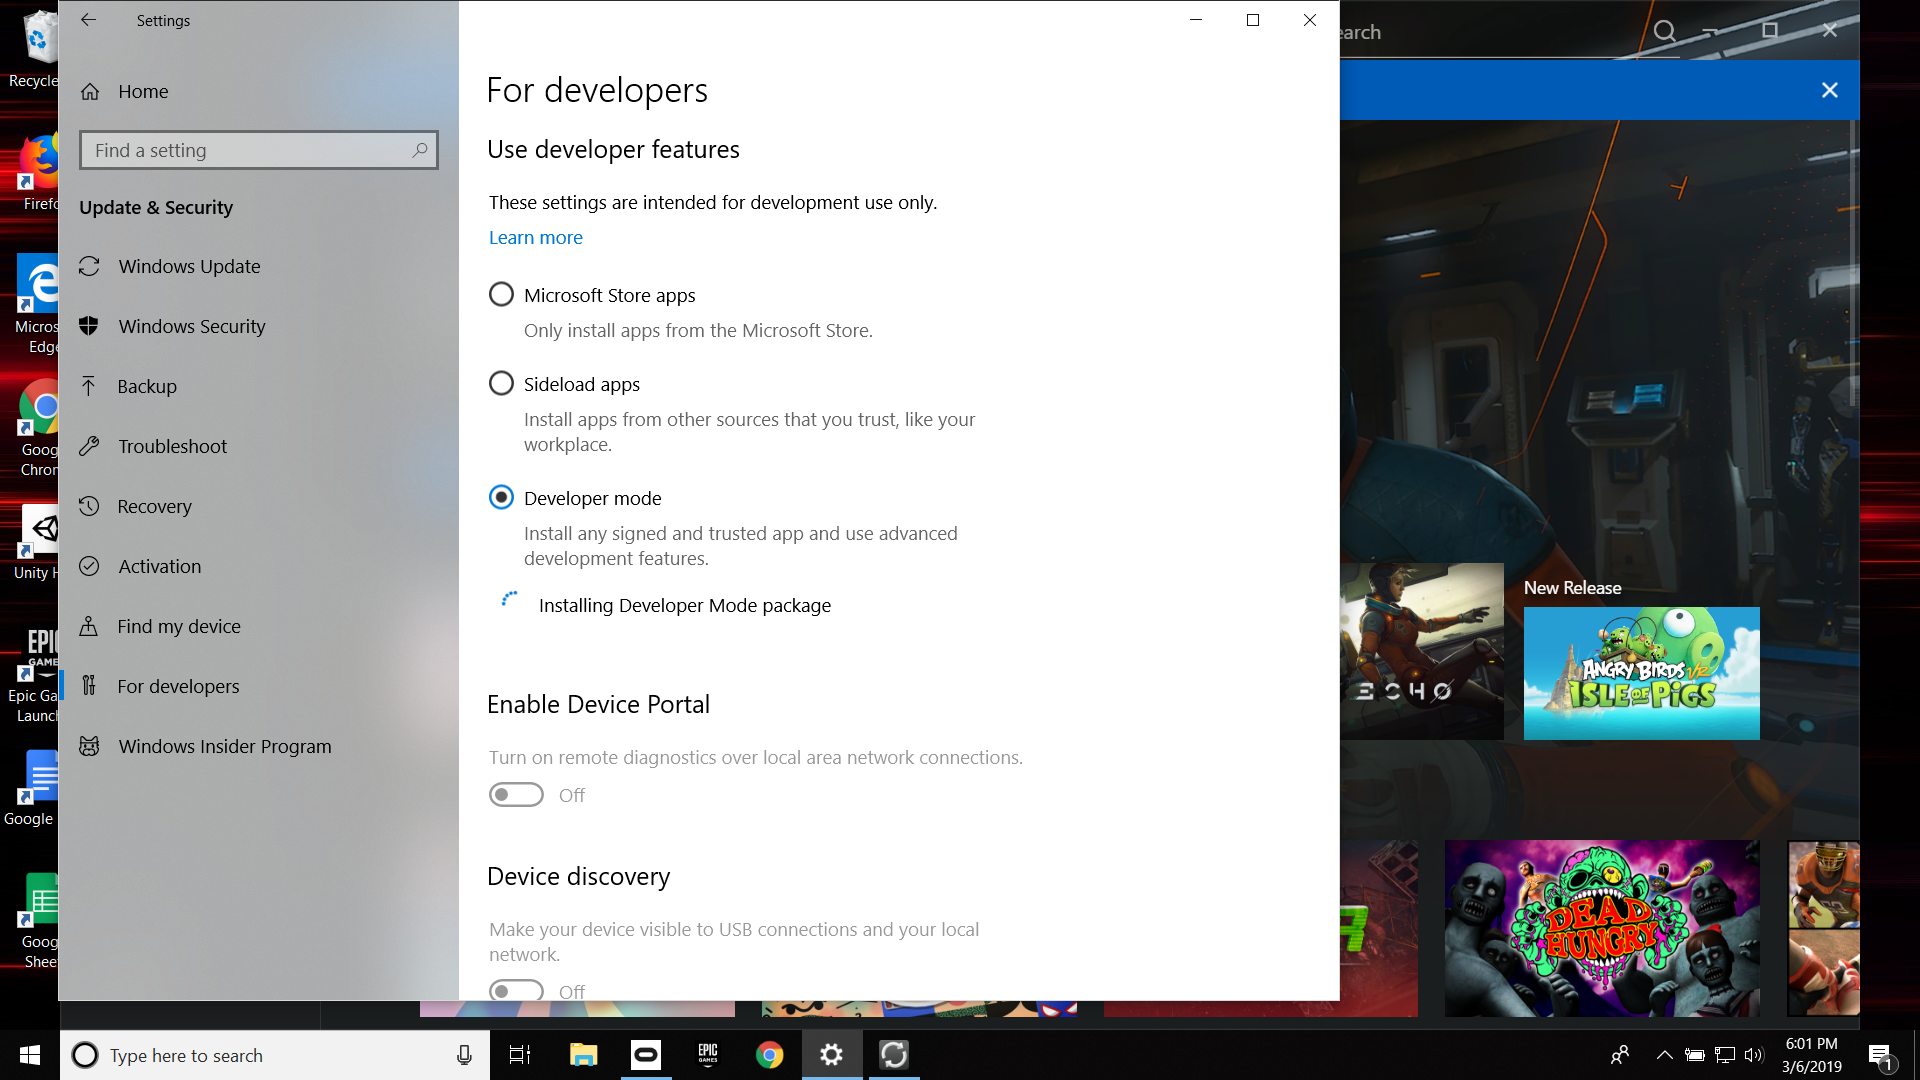 Recycle
Firefo
Micros
Edge
Goog
Chron
Unity H
EPIC
GAME
Epic Ga
Launch
Google
Goog
Shee
Settings
Home
Find a setting
Update & Security
Windows Update
Windows Security
Backup
Troubleshoot
Recovery
Activation
Find my device
For developers
Windows Insider Program
For developers
Use developer features
These settings are intended for development use only.
Learn more
Microsoft Store apps
Only install apps from the Microsoft Store.
Sideload apps
Install apps from other sources that you trust, like your
workplace.
Developer mode
Install any signed and trusted app and use advanced
development features.
Installing Developer Mode package
Enable Device Portal
Turn on remote diagnostics over local area network connections.
Off
Device discovery
Make your device visible to USB connections and your local
network.
Off
earch
ECHO
New Release
ANGRY BIRDS VR
ISLE OF PIGS
DEAD
HUNGRY
Type here to search
EPIC
GAMES
6:01 PM
3/6/2019
1